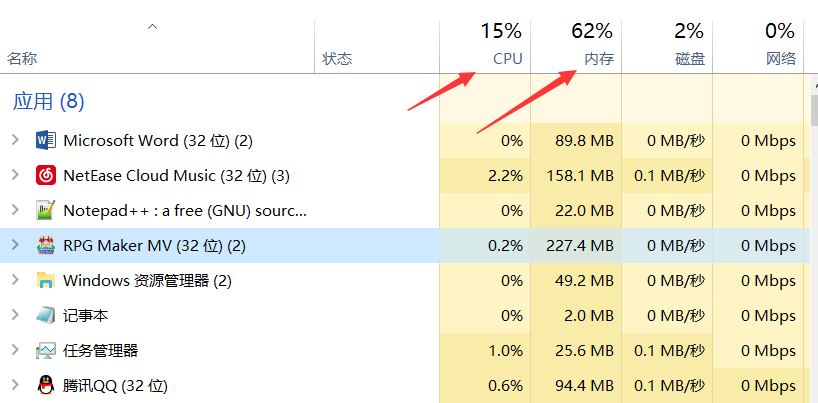 15% 62% 2% 0%
名称 状态 CPU 内存 磁盘 网络
应用 (8)
Microsoft Word (32 位) (2) 0% 89.8 MB 0 MB/秒 0 Mbps
NetEase Cloud Music (32 位) (3) 2.2% 158.1 MB 0.1 MB/秒 0 Mbps
Notepad++ : a free (GNU) sourc... 0% 22.0 MB 0 MB/秒 0 Mbps
RPG Maker MV (32 位) (2) 0.2% 227.4 MB 0 MB/秒 0 Mbps
Windows 资源管理器 (2) 0% 49.2 MB 0 MB/秒 0 Mbps
记事本 0% 2.0 MB 0 MB/秒 0 Mbps
任务管理器 1.0% 25.6 MB 0.1 MB/秒 0 Mbps
腾讯QQ (32 位) 0.6% 94.4 MB 0.1 MB/秒 0 Mbps